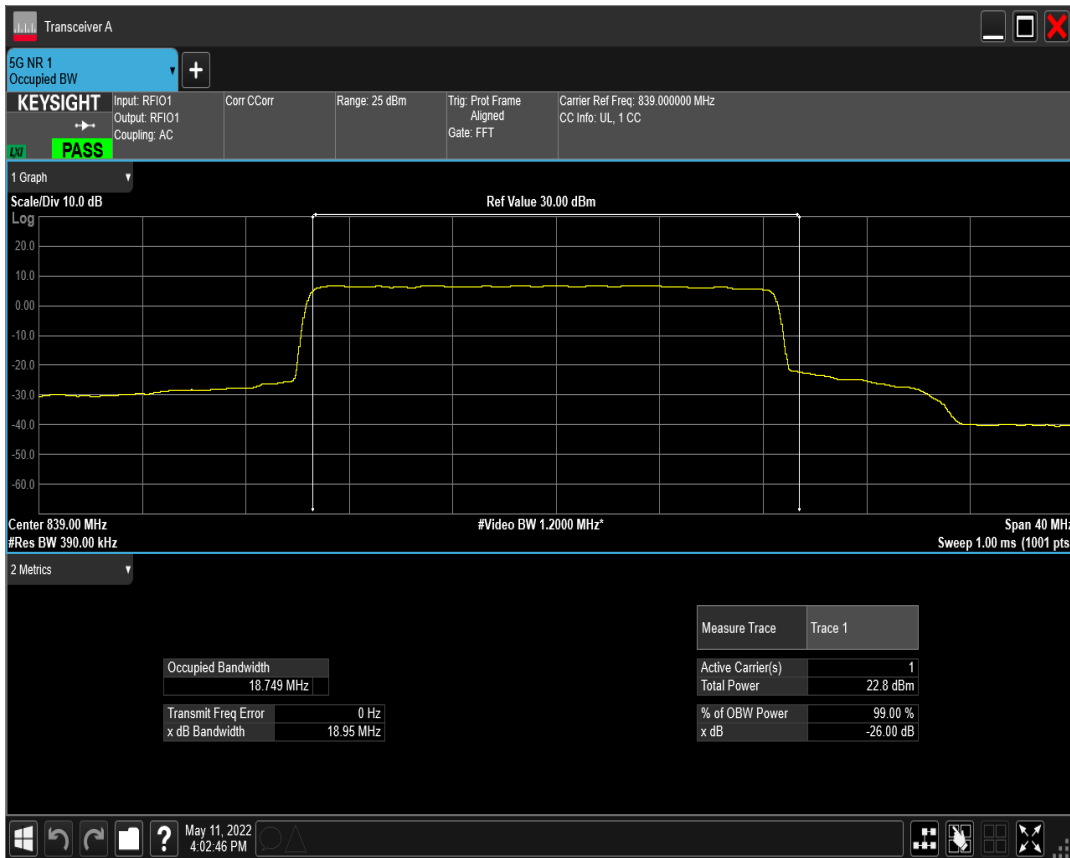 Transceiver A
5G NR 1
Occupied BW
KEYSIGHT
LXI
PASS
Input: RFIO1
Output: RFIO1
Coupling: AC
Corr CCorr
Range: 25 dBm
Trig: Prot Frame
Aligned
Gate: FFT
Carrier Ref Freq: 839.000000 MHz
CC Info: UL, 1 CC
1 Graph
Scale/Div 10.0 dB
Ref Value 30.00 dBm
Log
20.0
10.0
0.00
-10.0
-20.0
-30.0
-40.0
-50.0
-60.0
Center 839.00 MHz
#Video BW 1.2000 MHz*
Span 40 MHz
#Res BW 390.00 kHz
Sweep 1.00 ms (1001 pts
2 Metrics
Measure Trace Trace 1
Occupied Bandwidth
18.749 MHz
Active Carrier(s) 1
Total Power 22.8 dBm
Transmit Freq Error 0 Hz
x dB Bandwidth 18.95 MHz
% of OBW Power 99.00 %
x dB -26.00 dB
?
May 11, 2022
4:02:46 PM